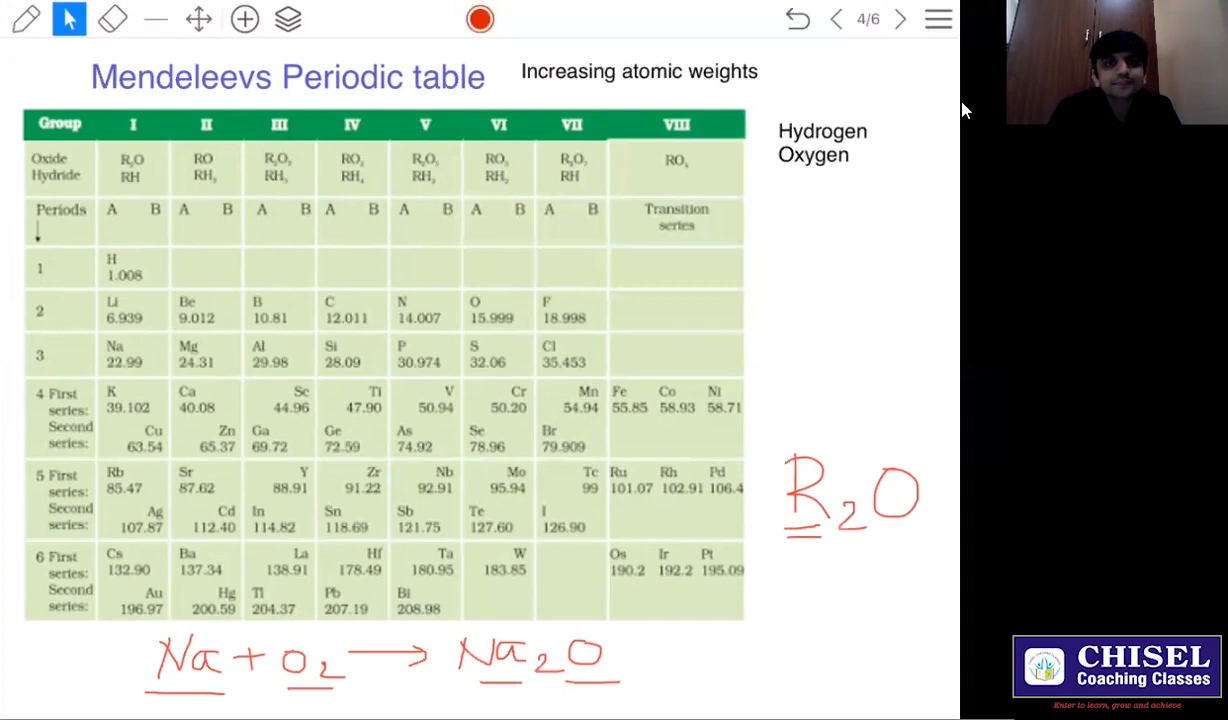 4/6
Mendeleevs Periodic table Increasing atomic weights
Hydrogen
Oxygen
Group I II III IV V VI VII VIII
Oxide R₂O RO R₂O₃ RO₂ R₂O₅ RO₃ R₂O₇ RO₄
Hydride RH RH₂ RH₃ RH₄ RH₃ RH₂ RH
Periods A B A B A B A B A B A B A B Transition
↓ series
1 H
1.008
2 Li Be B C N O F
6.939 9.012 10.81 12.011 14.007 15.999 18.998
3 Na Mg Al Si P S Cl
22.99 24.31 29.98 28.09 30.974 32.06 35.453
4 First K Ca Sc Ti V Cr Mn Fe Co Ni
series: 39.102 40.08 44.96 47.90 50.94 50.20 54.94 55.85 58.93 58.71
Second Cu Zn Ga Ge As Se Br
series: 63.54 65.37 69.72 72.59 74.92 78.96 79.909
5 First Rb Sr Y Zr Nb Mo Tc Ru Rh Pd
series: 85.47 87.62 88.91 91.22 92.91 95.94 99 101.07 102.91 106.4
Second Ag Cd In Sn Sb Te I
series: 107.87 112.40 114.82 118.69 121.75 127.60 126.90
6 First Cs Ba La Hf Ta W Os Ir Pt
series: 132.90 137.34 138.91 178.49 180.95 183.85 190.2 192.2 195.09
Second Au Hg Tl Pb Bi
series: 196.97 200.59 204.37 207.19 208.98
R₂O
Na + O₂ → Na₂O
CHISEL
Coaching Classes
Enter to learn, grow and achieve